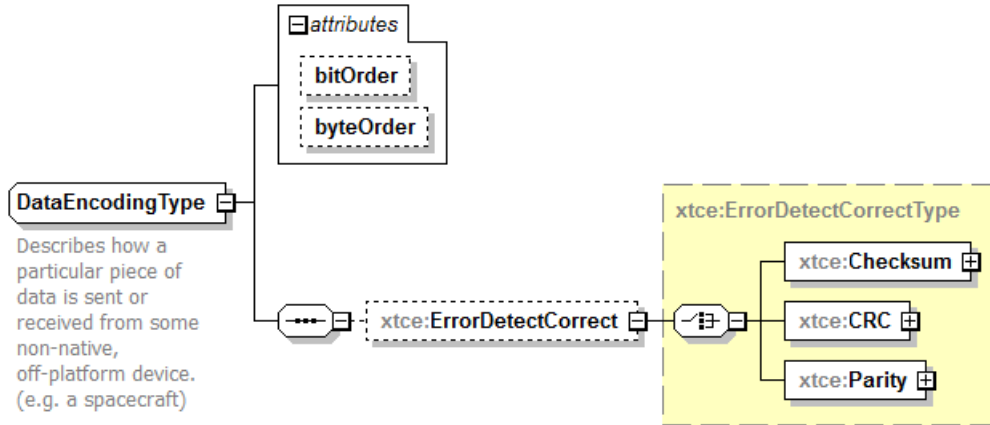 attributes
bitOrder
byteOrder
DataEncodingType
Describes how a
particular piece of
data is sent or
received from some
non-native,
off-platform device.
(e.g. a spacecraft)
xtce:ErrorDetectCorrect
xtce:ErrorDetectCorrectType
xtce:Checksum
xtce:CRC
xtce:Parity